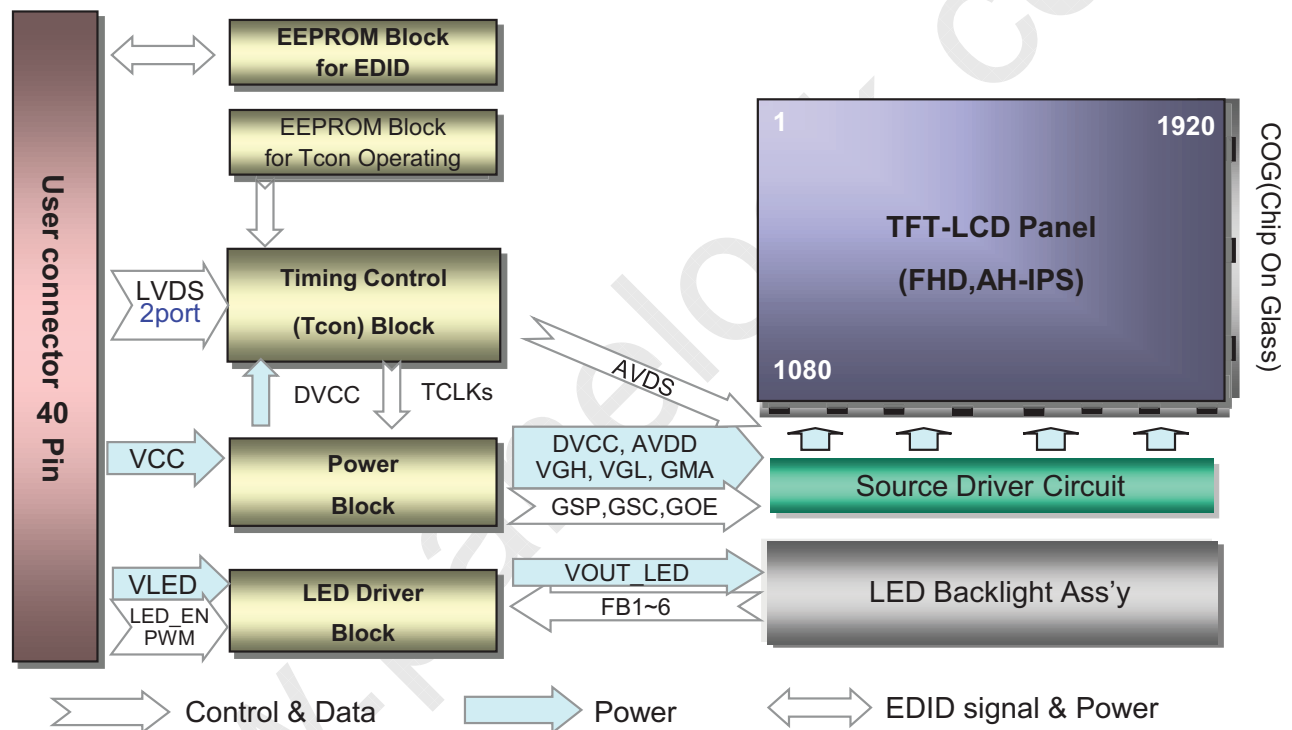 User connector 40 Pin
EEPROM Block
for EDID
EEPROM Block
for Tcon Operating
LVDS
2port
Timing Control
(Tcon) Block
DVCC
TCLKs
AVDS
VCC
Power
Block
DVCC, AVDD
VGH, VGL, GMA
GSP,GSC,GOE
VLED
LED_EN
PWM
LED Driver
Block
VOUT_LED
FB1~6
1
1920
TFT-LCD Panel
(FHD,AH-IPS)
1080
COG(Chip On Glass)
Source Driver Circuit
LED Backlight Ass'y
Control & Data
Power
EDID signal & Power